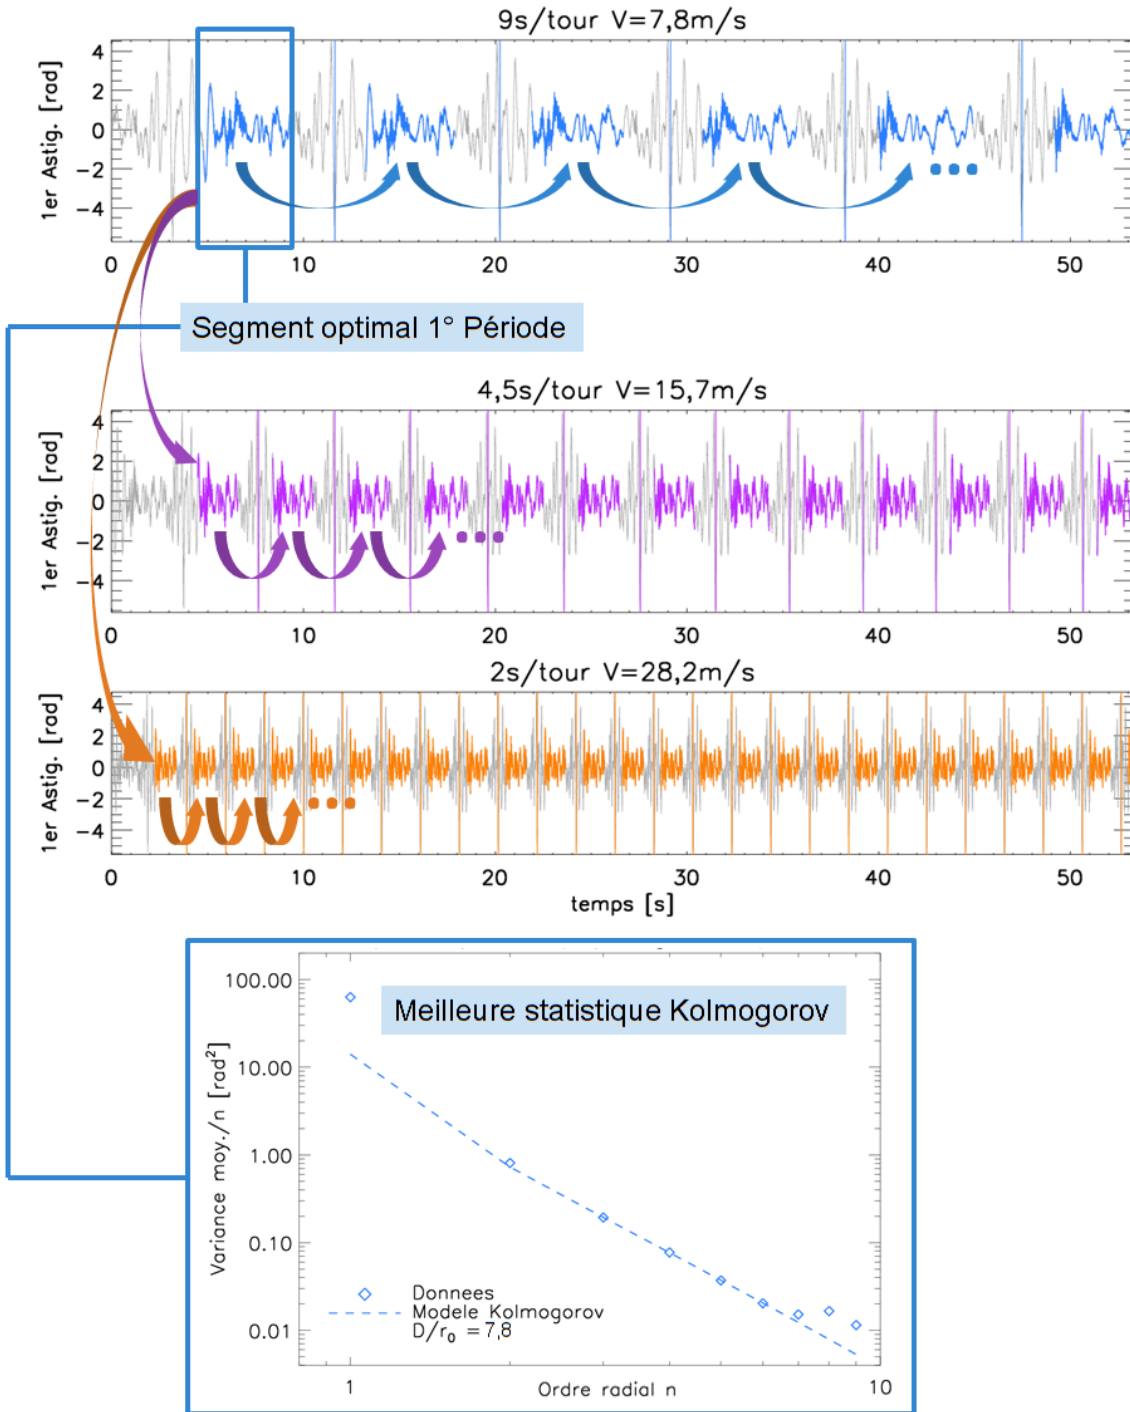 9s/tour V=7,8m/s
1er Astig. [rad]
4
2
0
−2
−4
0 10 20 30 40 50
Segment optimal 1° Période
4,5s/tour V=15,7m/s
1er Astig. [rad]
4
2
0
−2
−4
0 10 20 30 40 50
2s/tour V=28,2m/s
1er Astig. [rad]
4
2
0
−2
−4
0 10 20 30 40 50
temps [s]
Meilleure statistique Kolmogorov
Variance moy./n [rad²]
100.00
10.00
1.00
0.10
0.01
Donnees
Modele Kolmogorov
D/r₀ = 7,8
1 10
Ordre radial n